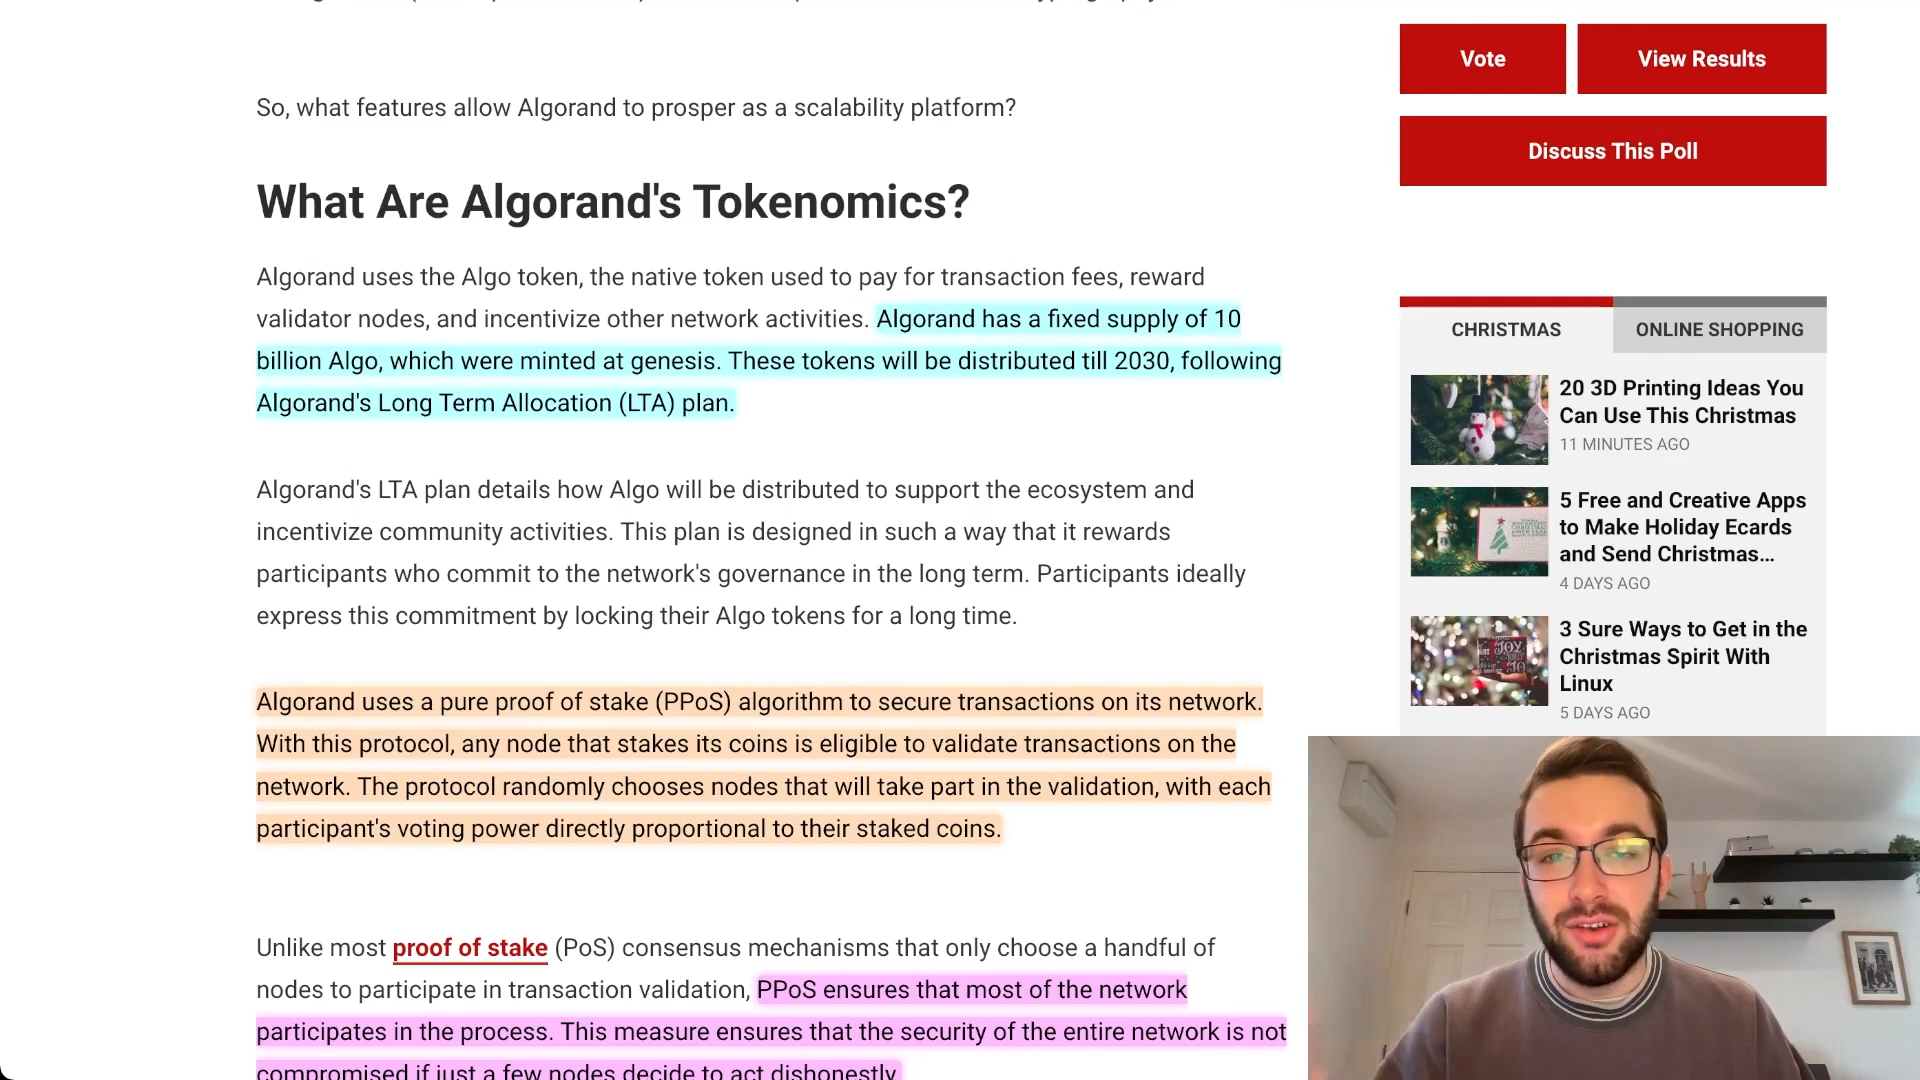 So, what features allow Algorand to prosper as a scalability platform?
What Are Algorand's Tokenomics?
Algorand uses the Algo token, the native token used to pay for transaction fees, reward
validator nodes, and incentivize other network activities. Algorand has a fixed supply of 10
billion Algo, which were minted at genesis. These tokens will be distributed till 2030, following
Algorand's Long Term Allocation (LTA) plan.
Algorand's LTA plan details how Algo will be distributed to support the ecosystem and
incentivize community activities. This plan is designed in such a way that it rewards
participants who commit to the network's governance in the long term. Participants ideally
express this commitment by locking their Algo tokens for a long time.
Algorand uses a pure proof of stake (PPoS) algorithm to secure transactions on its network.
With this protocol, any node that stakes its coins is eligible to validate transactions on the
network. The protocol randomly chooses nodes that will take part in the validation, with each
participant's voting power directly proportional to their staked coins.
Unlike most proof of stake (PoS) consensus mechanisms that only choose a handful of
nodes to participate in transaction validation, PPoS ensures that most of the network
participates in the process. This measure ensures that the security of the entire network is not
compromised if just a few nodes decide to act dishonestly.
Vote
View Results
Discuss This Poll
CHRISTMAS
ONLINE SHOPPING
20 3D Printing Ideas You
Can Use This Christmas
11 MINUTES AGO
5 Free and Creative Apps
to Make Holiday Ecards
and Send Christmas...
4 DAYS AGO
3 Sure Ways to Get in the
Christmas Spirit With
Linux
5 DAYS AGO
JOY